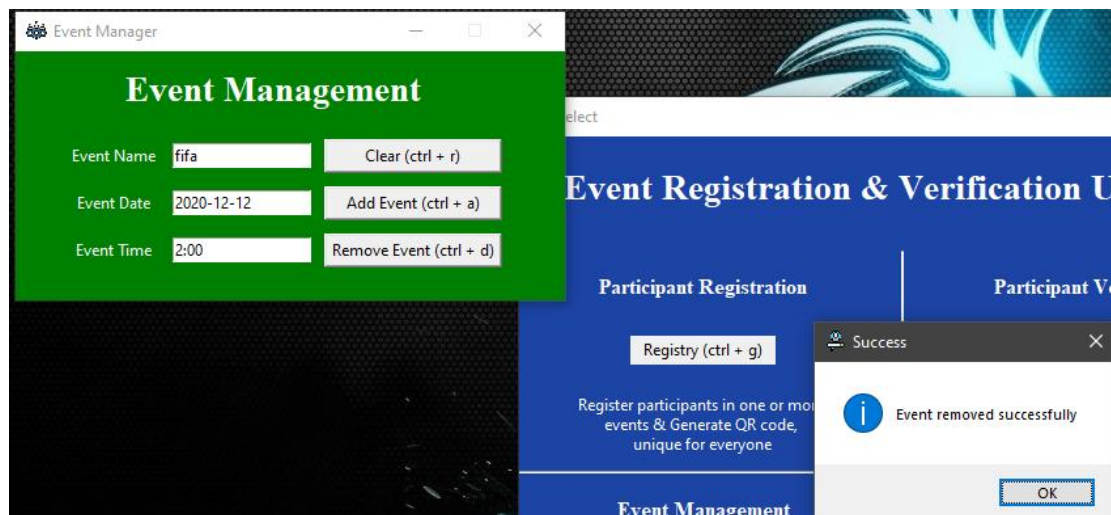 Event Manager
Event Management
Event Name fifa Clear (ctrl + r)
Event Date 2020-12-12 Add Event (ctrl + a)
Event Time 2:00 Remove Event (ctrl + d)
elect
Event Registration & Verification U
Participant Registration
Participant V
Registry (ctrl + g)
Register participants in one or mor
events & Generate QR code,
unique for everyone
Event Management
Success
Event removed successfully
OK